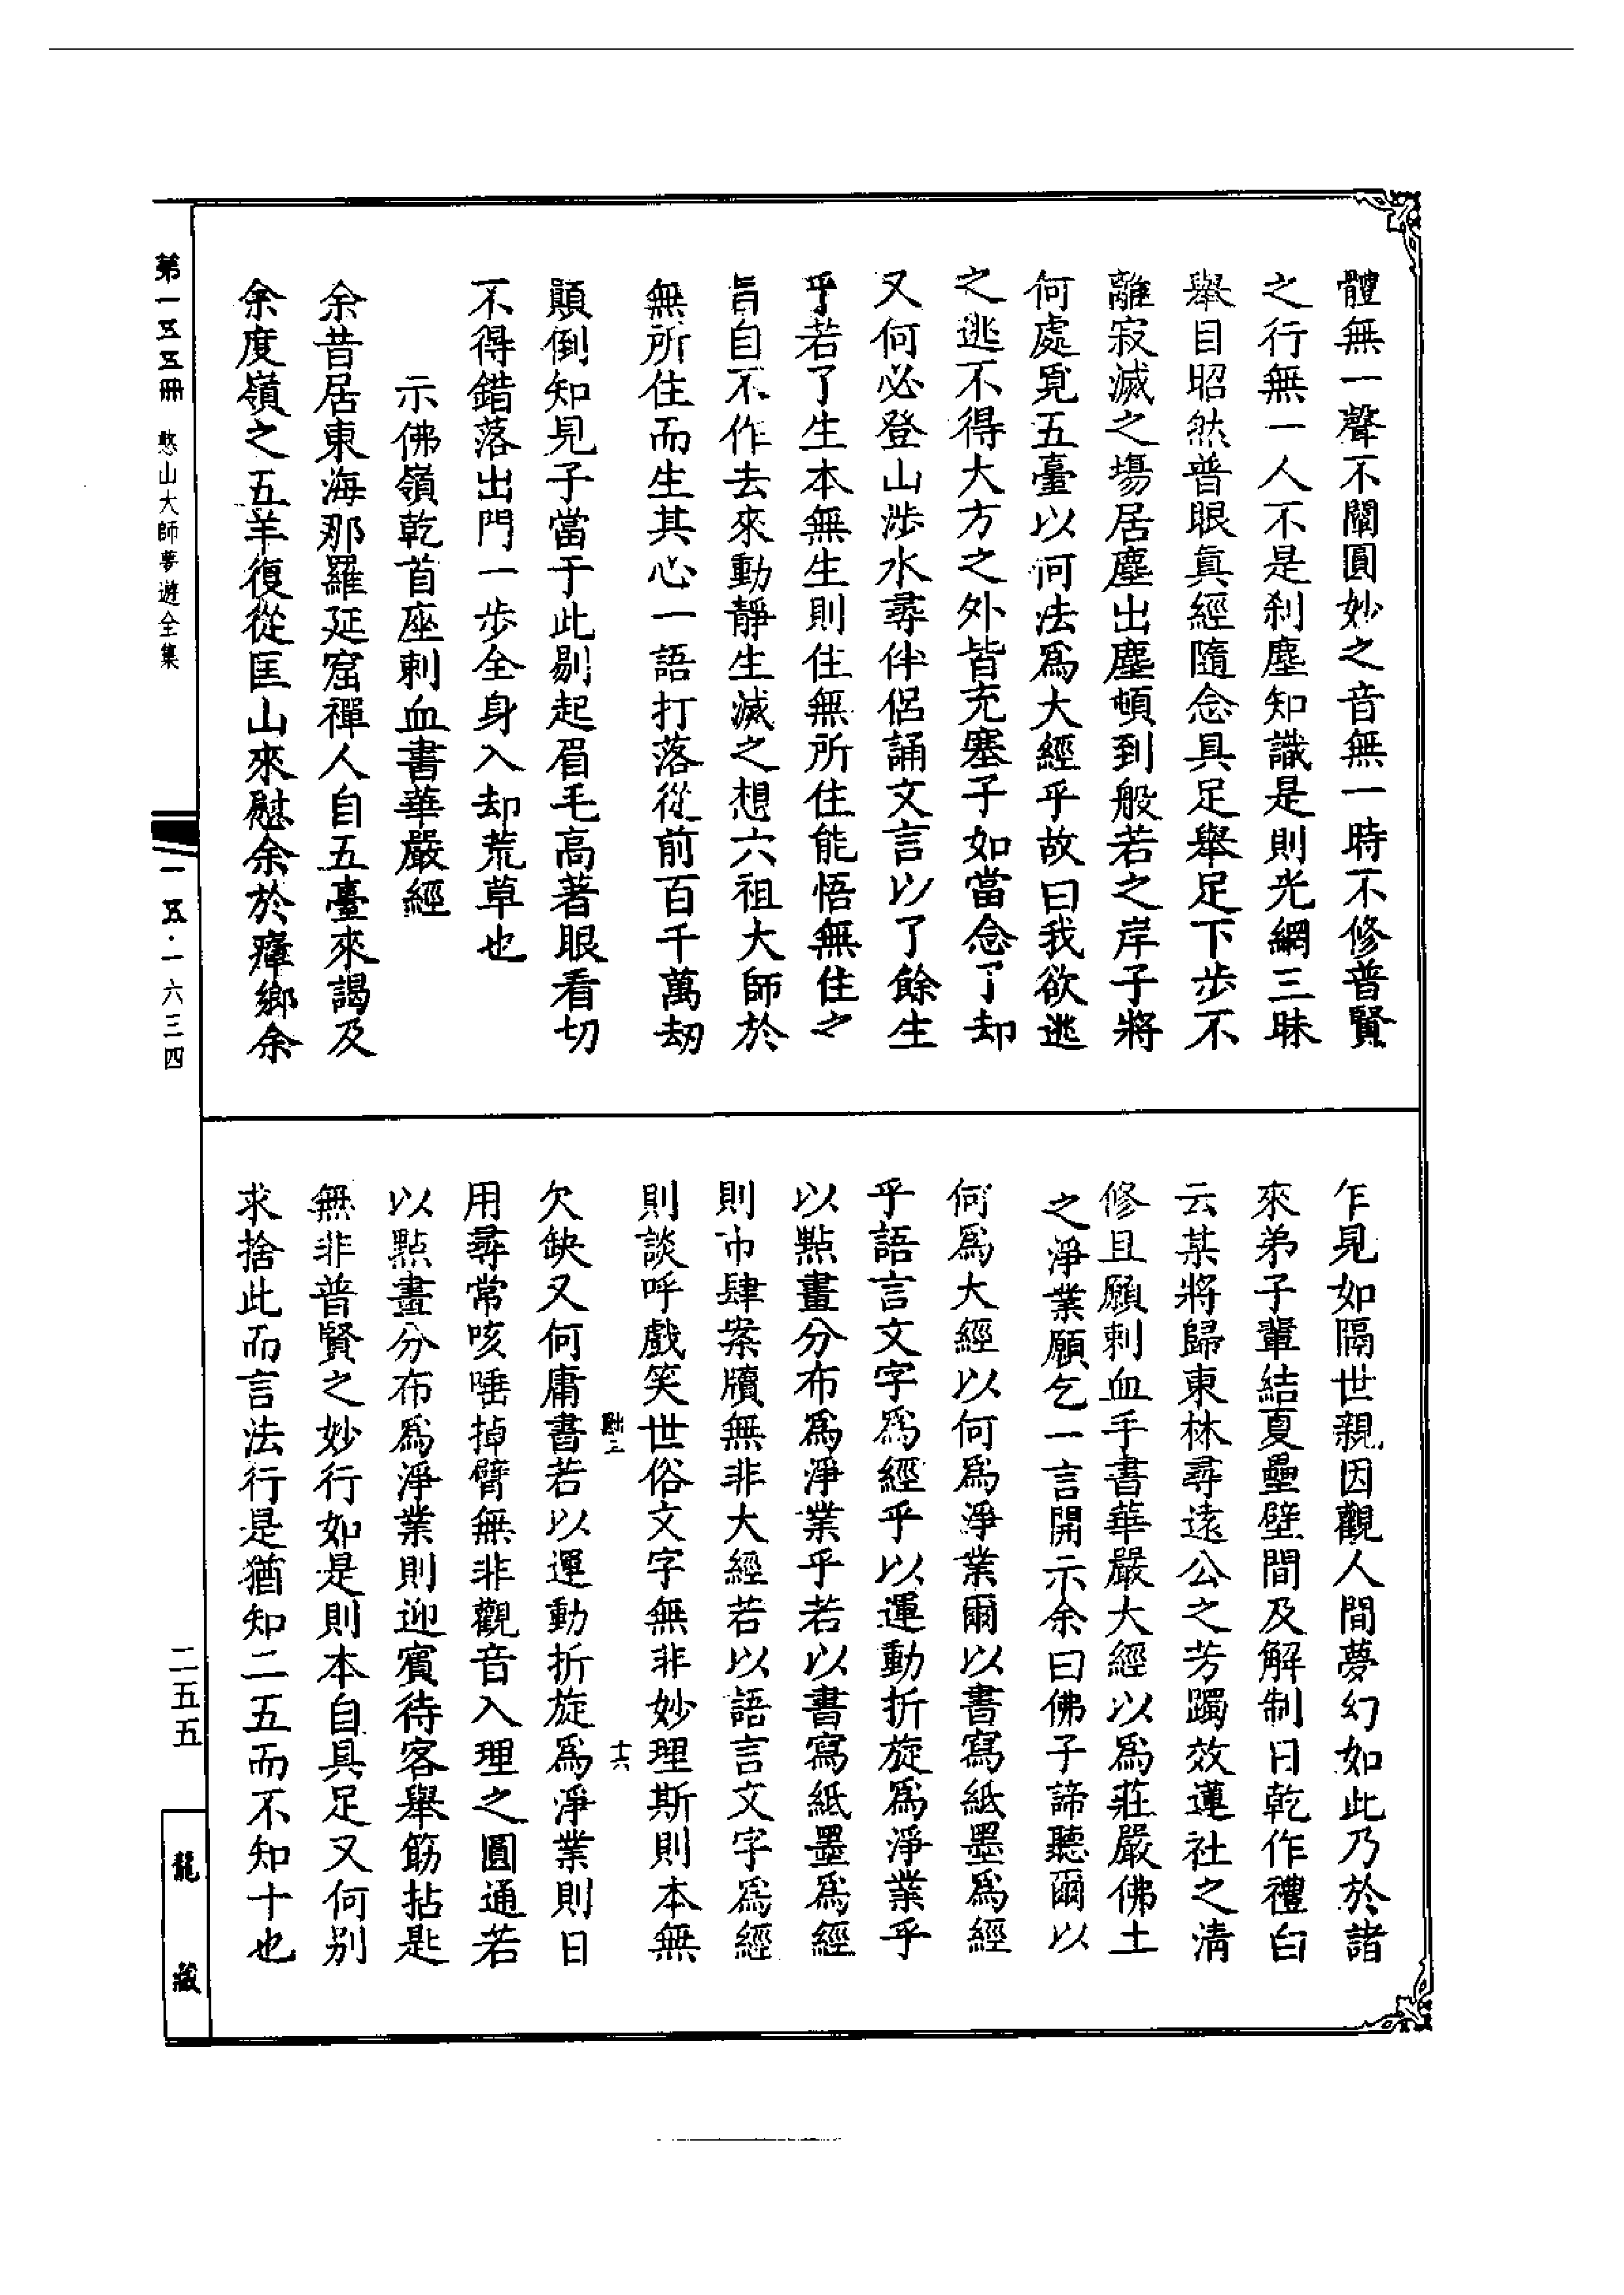 體無一聲不闡圓妙之音無一時不修普賢
之行無一人不是刹塵知識是則光網三昧
舉目昭然普眼真經隨念具足舉足下步不
離寂滅之場居塵出塵頓到般若之岸子將
何處覓五臺以何法爲大經乎故曰我欲逃
之逃不得大方之外皆充塞子如當念了却
又何必登山涉水尋伴侶誦文言以了餘生
乎若了生本無生則住無所住能悟無住之
旨自不作去來動靜生滅之想六祖大師於
無所住而生其心一語打落從前百千萬劫
顛倒知見子當于此剔起眉毛高著眼看切
不得錯落出門一步全身入却荒草也
示佛嶺乾首座刺血書華嚴經
余昔居東海那羅延窟禪人自五臺來謁及
余度嶺之五羊復從匡山來慰余於瘴鄉余
乍見如隔世親因觀人間夢幻如此乃於諸
來弟子輩結夏壘壁間及解制日乾作禮白
云某將歸東林尋遠公之芳躅效蓮社之清
修且願刺血手書華嚴大經以爲莊嚴佛土
之淨業願乞一言開示余曰佛子諦聽爾以
何爲大經以何爲淨業爾以書寫紙墨爲經
乎語言文字爲經乎以運動折旋爲淨業乎
以點畫分布爲淨業乎若以書寫紙墨爲經
則市肆案牘無非大經若以語言文字爲經
則談呼戲笑世俗文字無非妙理斯則本無
十六
欠缺又何庸書若以運動折旋爲淨業則日
用尋常咳唾掉臂無非觀音入理之圓通若
以點畫分布爲淨業則迎賓待客舉筯拈匙
無非普賢之妙行如是則本自具足又何別
求捨此而言法行是猶知二五而不知十也
第一五五冊 憨山大師夢遊全集
一五五·一六三四
二五五
龍藏